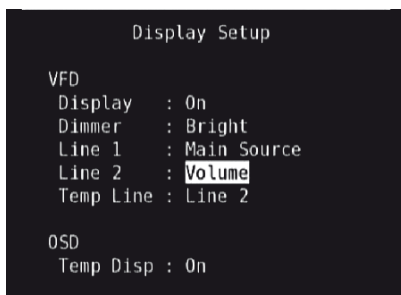 Display Setup
VFD
Display : On
Dimmer : Bright
Line 1 : Main Source
Line 2 : Volume
Temp Line : Line 2
OSD
Temp Disp : On